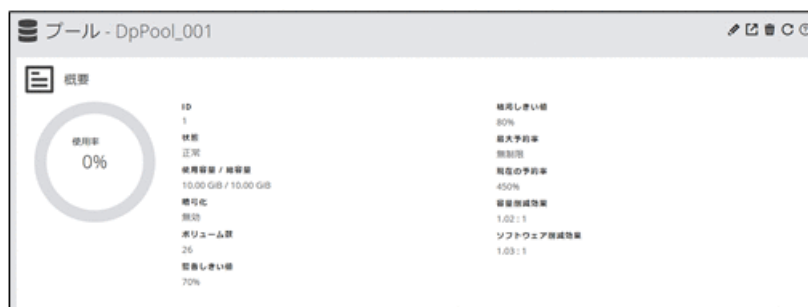 プール - DpPool_001
概要
使用率
0%
ID
1
状態
正常
使用容量 / 総容量
10.00 GiB / 10.00 GiB
暗号化
無効
ボリューム数
26
警告しきい値
70%
枯渇しきい値
80%
最大予約率
無制限
現在の予約率
450%
容量削減効果
1.02 : 1
ソフトウェア削減効果
1.03 : 1